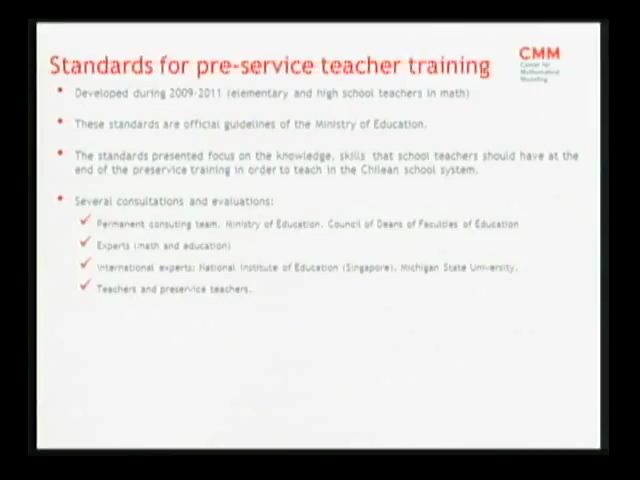 Standards for pre-service teacher training
CMM
Center for
Mathematical
Modeling
Developed during 2009-2011 (elementary and high school teachers in math)
These standards are official guidelines of the Ministry of Education.
The standards presented focus on the knowledge, skills that school teachers should have at the
end of the preservice training in order to teach in the Chilean school system.
Several consultations and evaluations:
Permanent consuting team, Ministry of Education, Council of Deans of Faculties of Education
Experts (math and education)
International experts: National Institute of Education (Singapore), Michigan State University.
Teachers and preservice teachers.